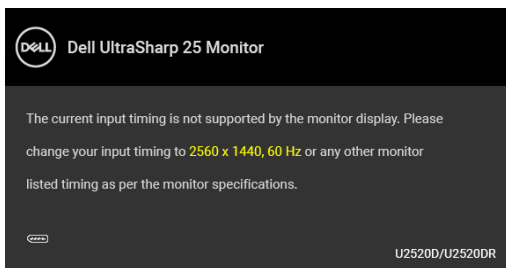 DELL
Dell UltraSharp 25 Monitor
The current input timing is not supported by the monitor display. Please
change your input timing to 2560 x 1440, 60 Hz or any other monitor
listed timing as per the monitor specifications.
U2520D/U2520DR